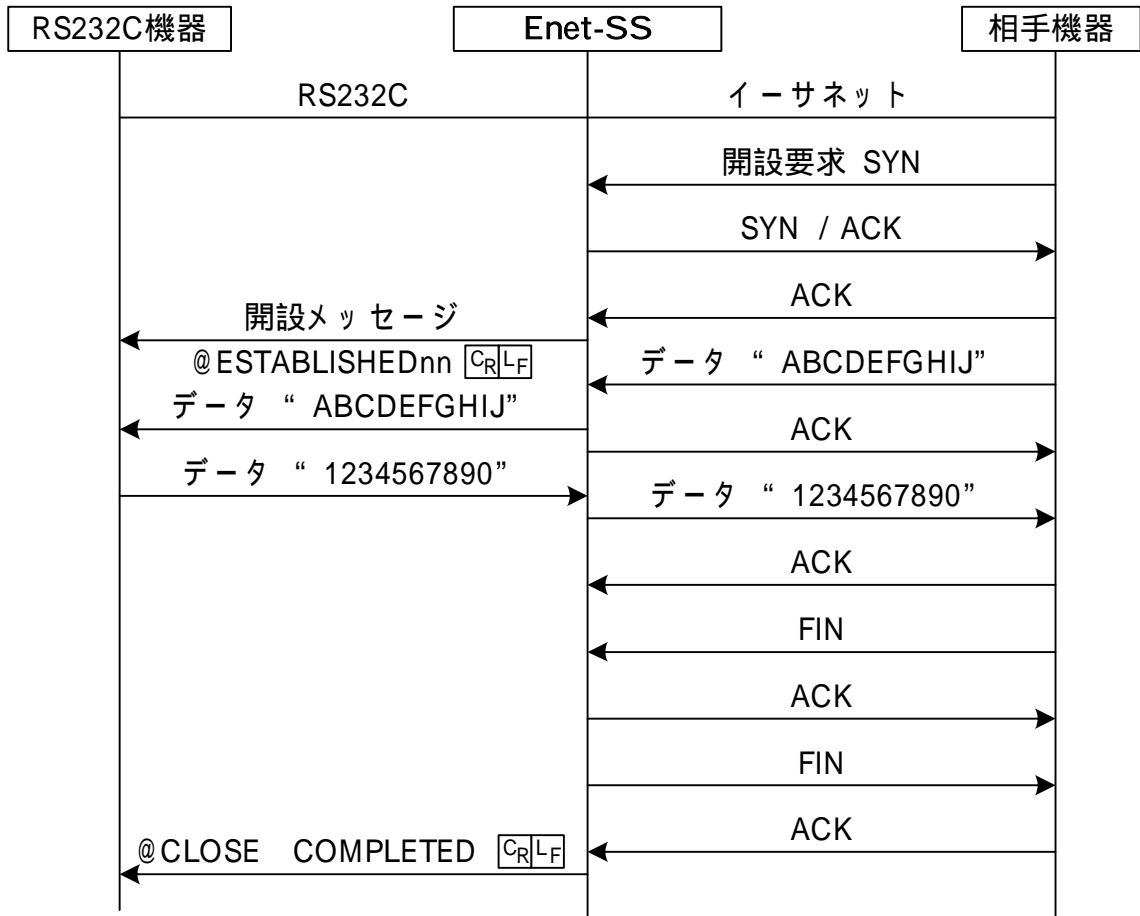 RS232C機器
Enet-SS
相手機器
RS232C
イーサネット
開設要求 SYN
SYN / ACK
ACK
開設メッセージ
@ESTABLISHEDnn CRLF
データ “ ABCDEFGHIJ”
データ “ ABCDEFGHIJ”
ACK
データ “ 1234567890”
データ “ 1234567890”
ACK
FIN
ACK
FIN
ACK
@CLOSE COMPLETED CRLF